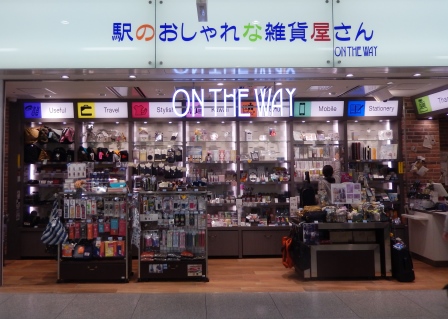 駅のおしゃれな雑貨屋さん
ON THE WAY
ON THE WAY
Useful
Travel
Stylish
Mobile
Stationery